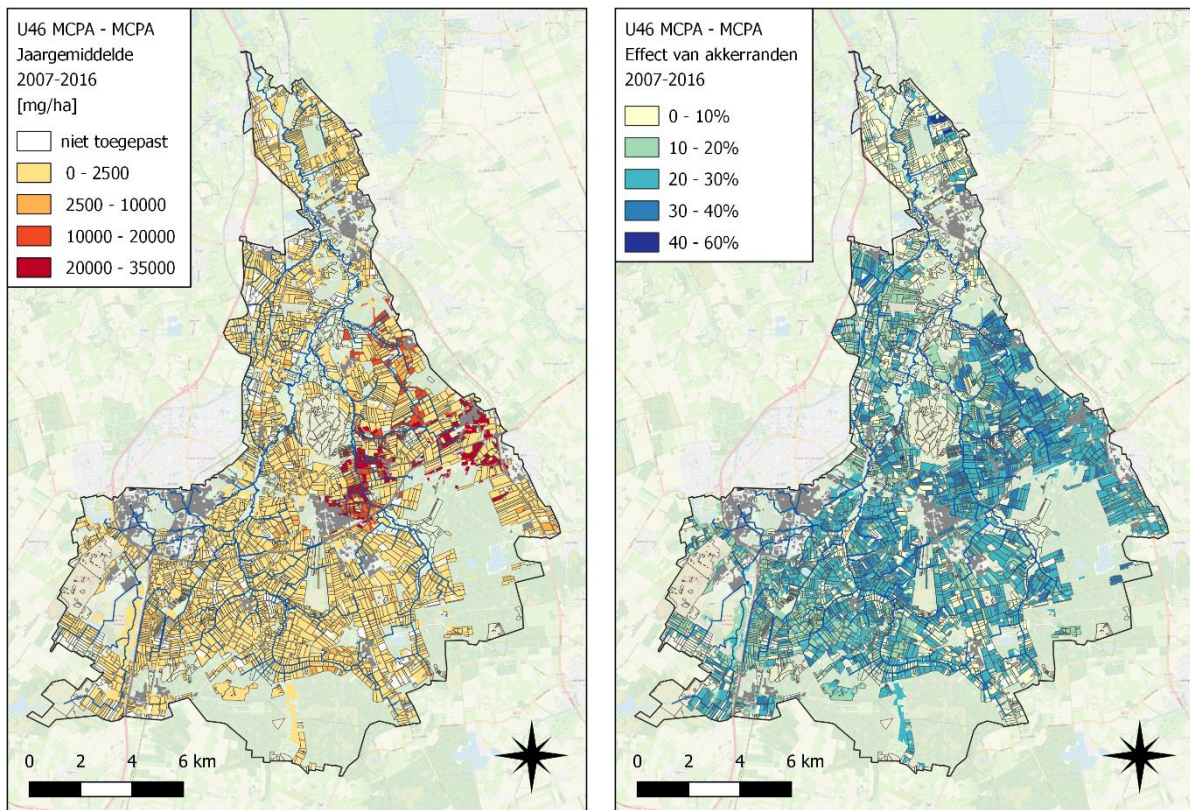 U46 MCPA - MCPA
Jaargemiddelde
2007-2016
[mg/ha]
niet toegepast
0 - 2500
2500 - 10000
10000 - 20000
20000 - 35000
0 2 4 6 km
U46 MCPA - MCPA
Effect van akkerranden
2007-2016
0 - 10%
10 - 20%
20 - 30%
30 - 40%
40 - 60%
0 2 4 6 km